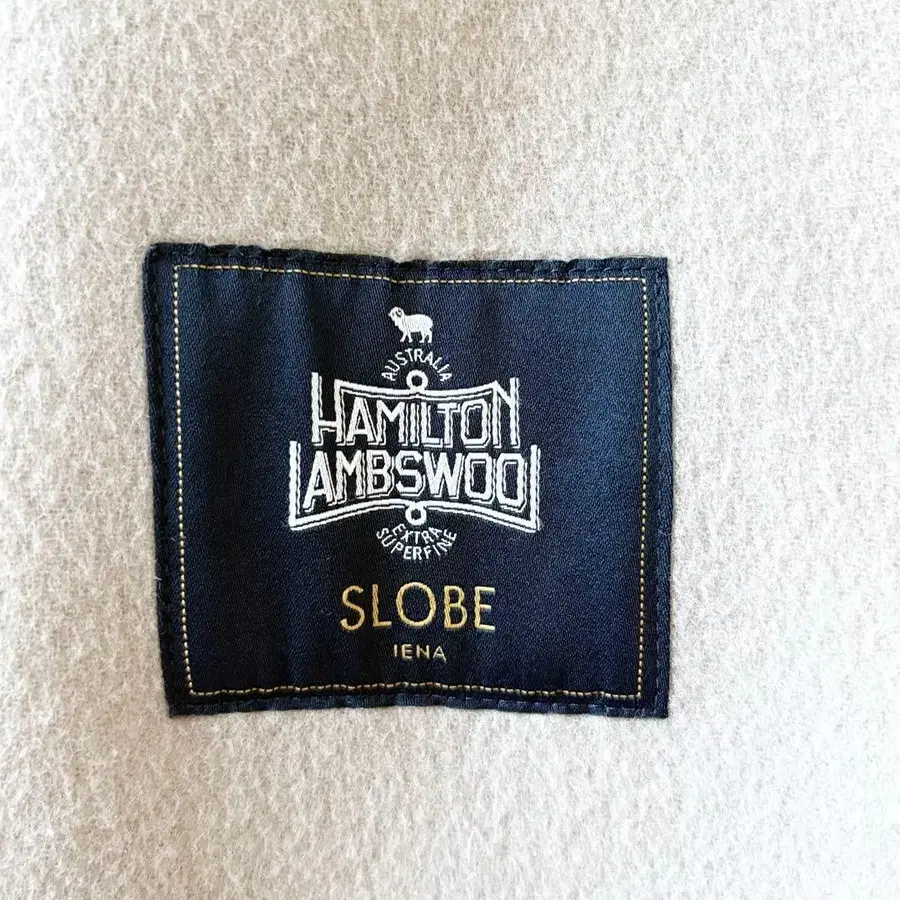 AUSTRALIA
HAMILTON
LAMBSWOOL
EXTRA
SUPERFINE
SLOBE
IENA